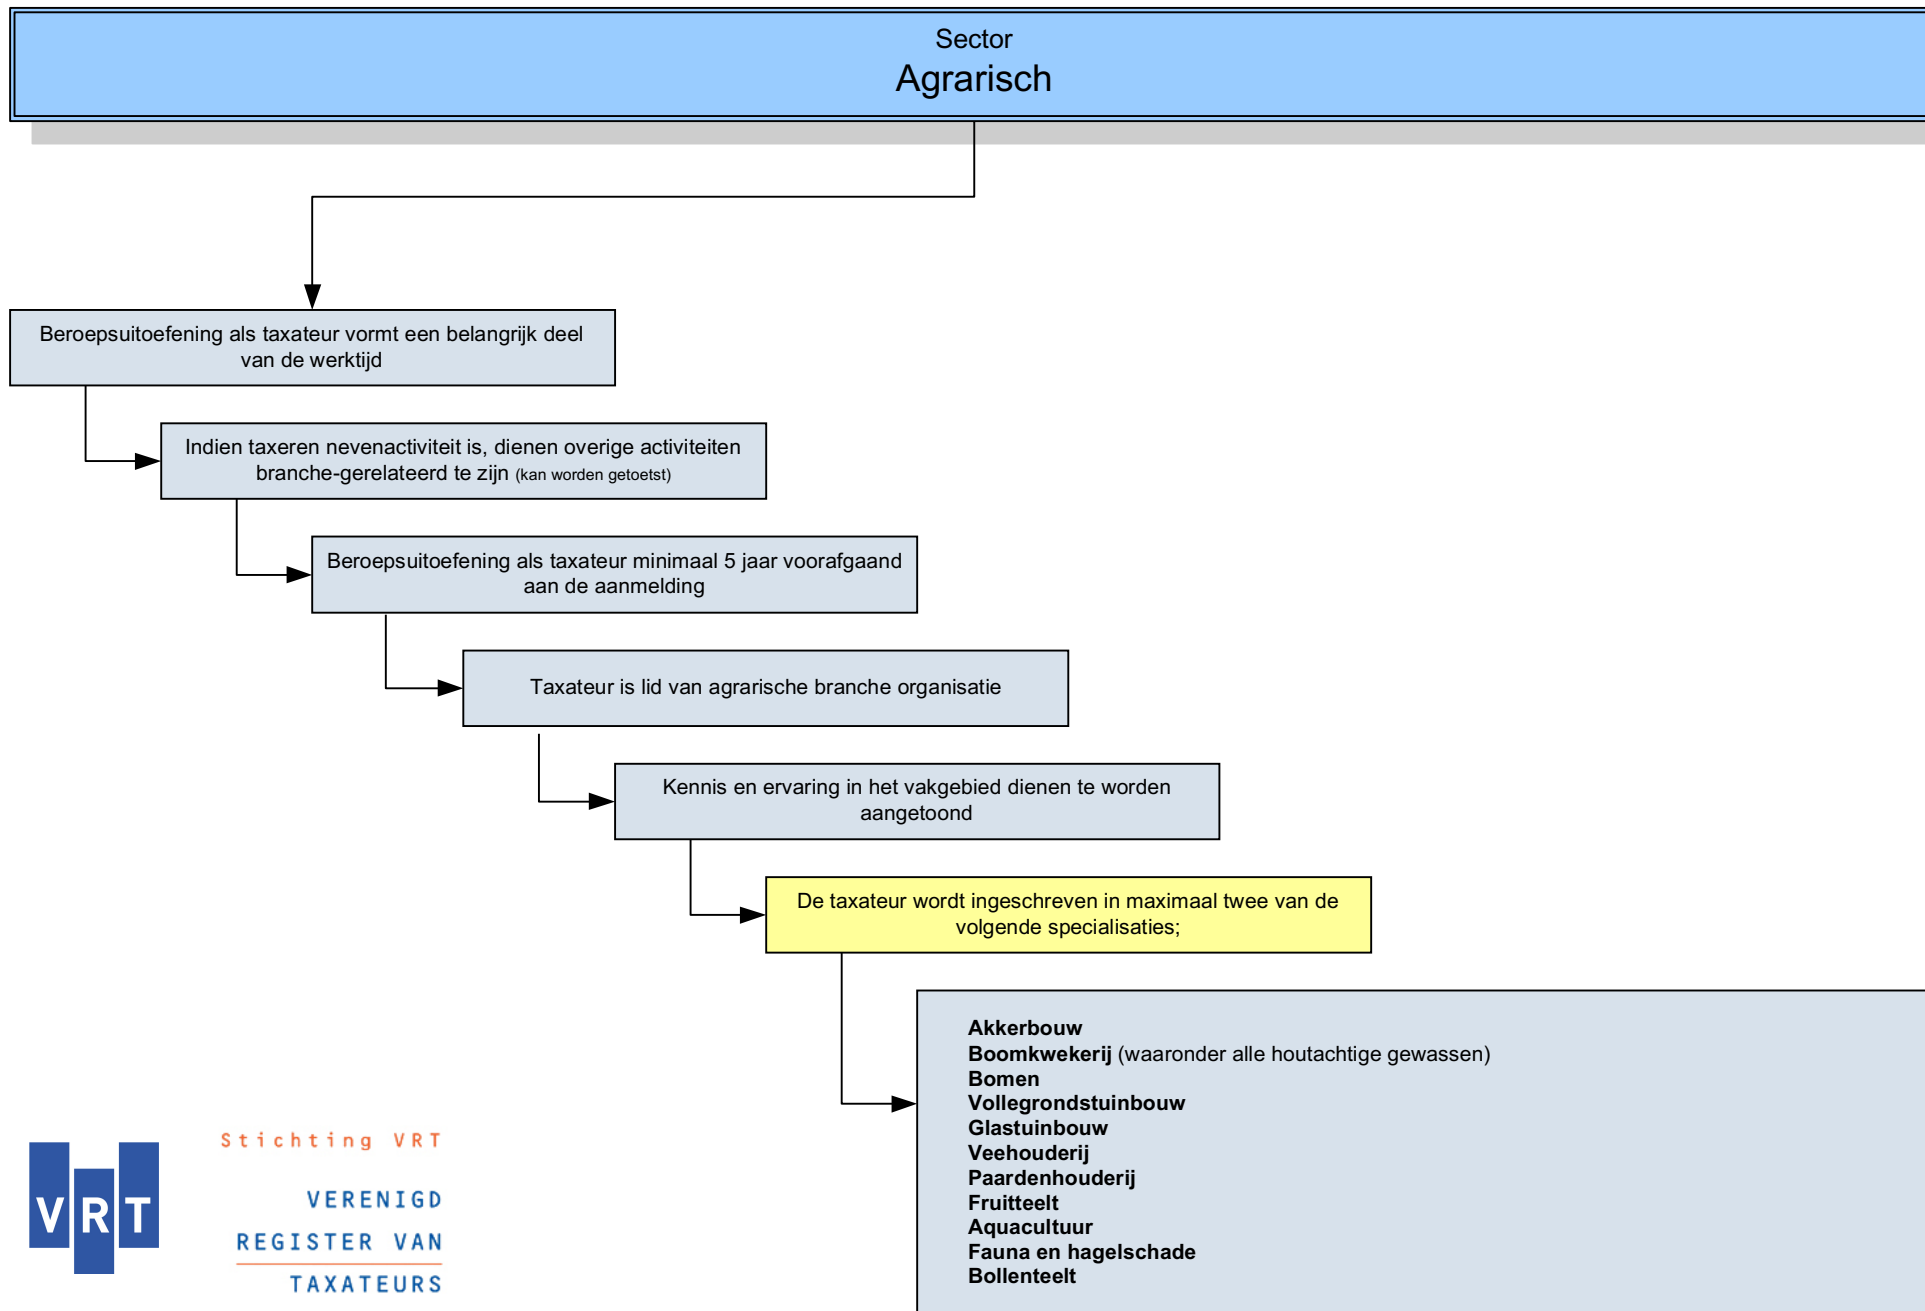 Sector
Agrarisch
Beroepsuitoefening als taxateur vormt een belangrijk deel
van de werktijd
Indien taxeren nevenactiviteit is, dienen overige activiteiten
branche-gerelateerd te zijn (kan worden getoetst)
Beroepsuitoefening als taxateur minimaal 5 jaar voorafgaand
aan de aanmelding
Taxateur is lid van agrarische branche organisatie
Kennis en ervaring in het vakgebied dienen te worden
aangetoond
De taxateur wordt ingeschreven in maximaal twee van de
volgende specialisaties;
Akkerbouw
Boomkwekerij (waaronder alle houtachtige gewassen)
Bomen
Vollegrondstuinbouw
Glastuinbouw
Veehouderij
Paardenhouderij
Fruitteelt
Aquacultuur
Fauna en hagelschade
Bollenteelt
VRT
Stichting VRT
VERENIGD
REGISTER VAN
TAXATEURS